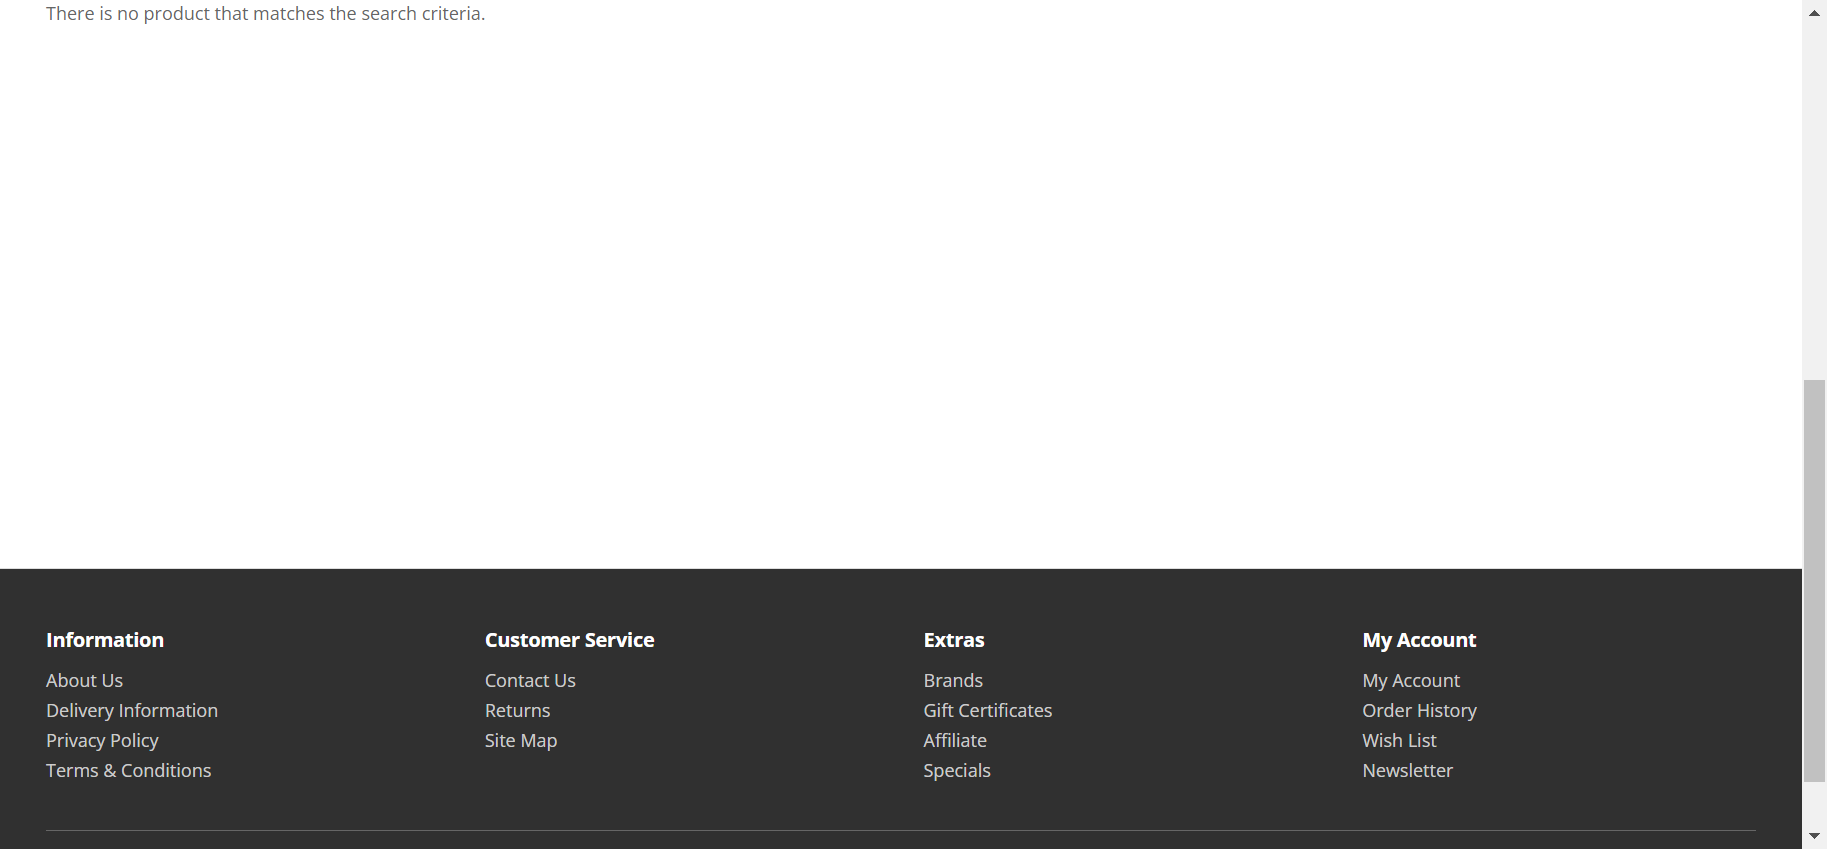 There is no product that matches the search criteria.
Information
About Us
Delivery Information
Privacy Policy
Terms & Conditions
Customer Service
Contact Us
Returns
Site Map
Extras
Brands
Gift Certificates
Affiliate
Specials
My Account
My Account
Order History
Wish List
Newsletter